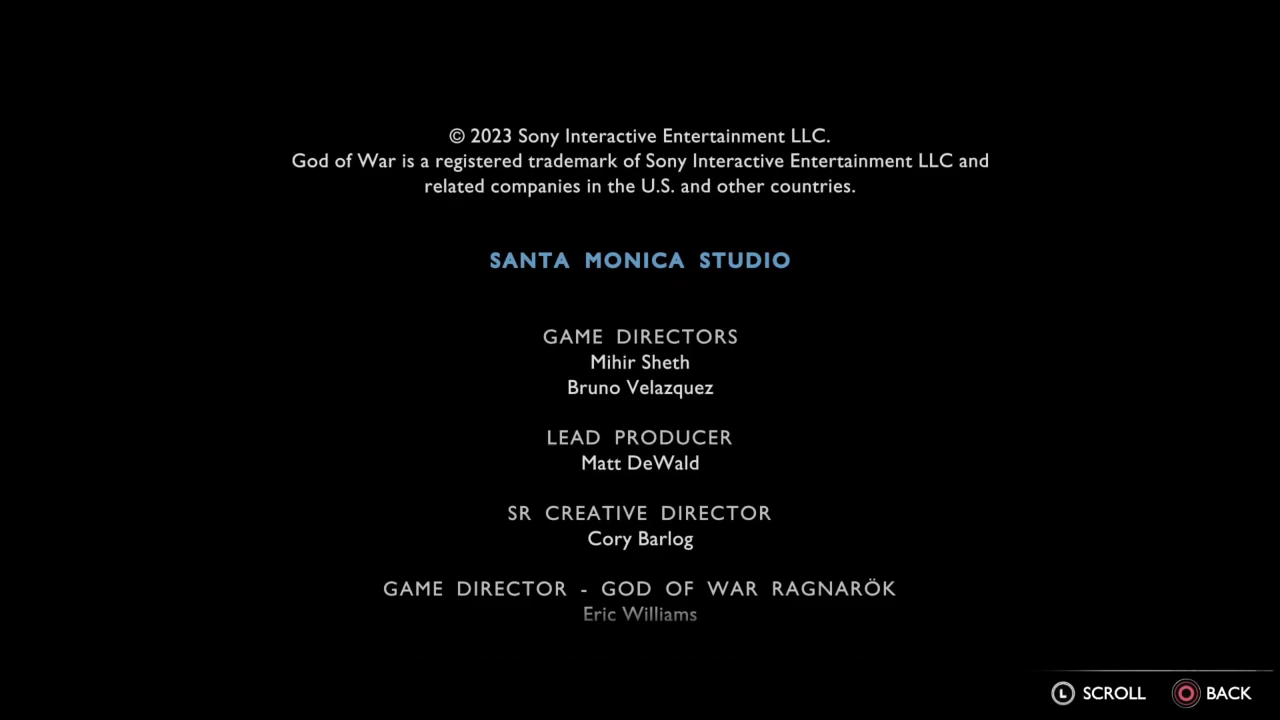 © 2023 Sony Interactive Entertainment LLC.
God of War is a registered trademark of Sony Interactive Entertainment LLC and
related companies in the U.S. and other countries.
SANTA MONICA STUDIO
GAME DIRECTORS
Mihir Sheth
Bruno Velazquez
LEAD PRODUCER
Matt DeWald
SR CREATIVE DIRECTOR
Cory Barlog
GAME DIRECTOR - GOD OF WAR RAGNARÖK
Eric Williams
L SCROLL BACK